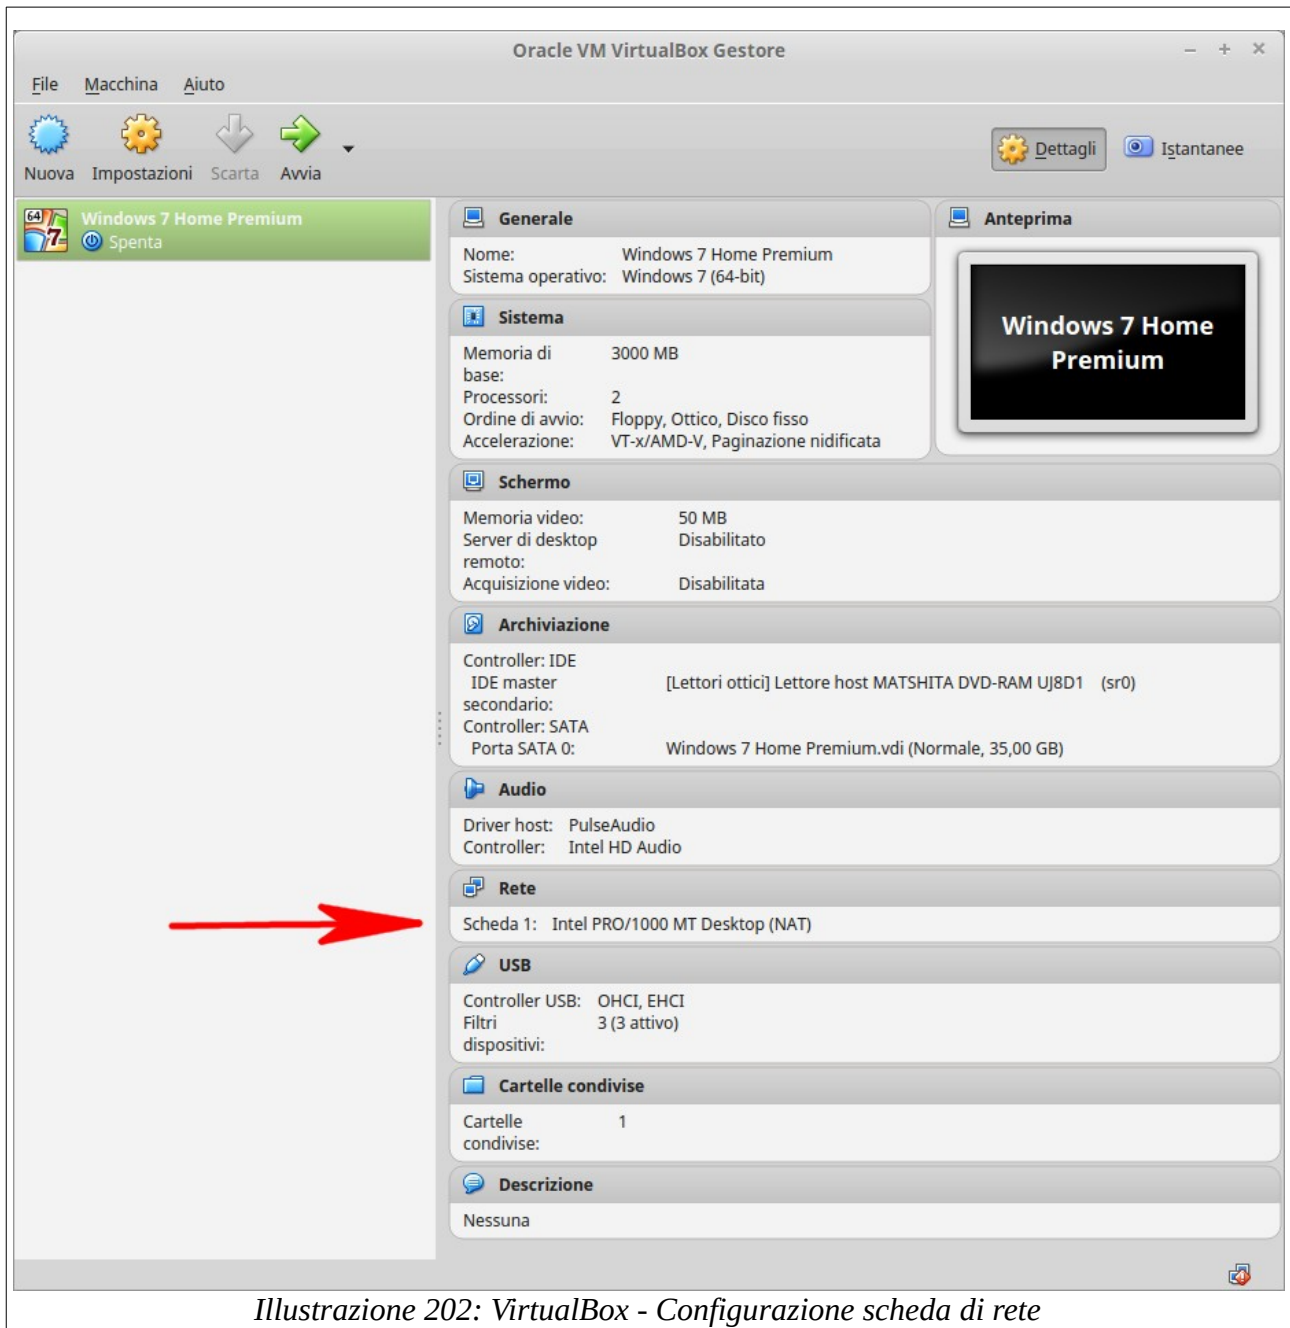 Oracle VM VirtualBox Gestore
File Macchina Aiuto
Nuova Impostazioni Scarta Avvia Dettagli Istantanee
64 7 Windows 7 Home Premium
Spenta
Generale
Nome: Windows 7 Home Premium
Sistema operativo: Windows 7 (64-bit)
Anteprima
Windows 7 Home
Premium
Sistema
Memoria di 3000 MB
base:
Processori: 2
Ordine di avvio: Floppy, Ottico, Disco fisso
Accelerazione: VT-x/AMD-V, Paginazione nidificata
Schermo
Memoria video: 50 MB
Server di desktop Disabilitato
remoto:
Acquisizione video: Disabilitata
Archiviazione
Controller: IDE
IDE master [Lettori ottici] Lettore host MATSHITA DVD-RAM UJ8D1 (sr0)
secondario:
Controller: SATA
Porta SATA 0: Windows 7 Home Premium.vdi (Normale, 35,00 GB)
Audio
Driver host: PulseAudio
Controller: Intel HD Audio
Rete
Scheda 1: Intel PRO/1000 MT Desktop (NAT)
USB
Controller USB: OHCI, EHCI
Filtri 3 (3 attivo)
dispositivi:
Cartelle condivise
Cartelle 1
condivise:
Descrizione
Nessuna
Illustrazione 202: VirtualBox - Configurazione scheda di rete